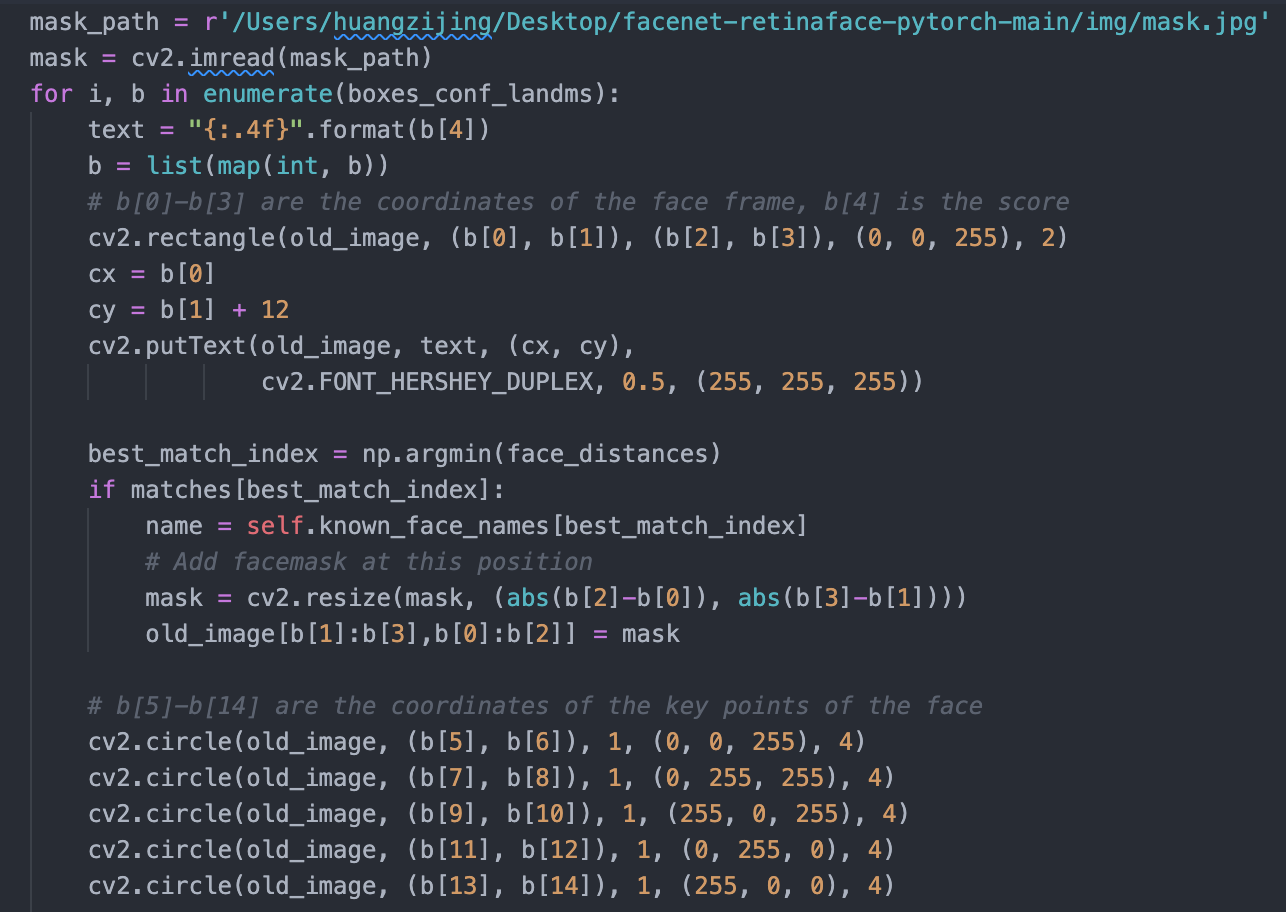 mask_path = r'/Users/huangzijing/Desktop/facenet-retinaface-pytorch-main/img/mask.jpg'
mask = cv2.imread(mask_path)
for i, b in enumerate(boxes_conf_landms):
    text = "{:.4f}".format(b[4])
    b = list(map(int, b))
    # b[0]-b[3] are the coordinates of the face frame, b[4] is the score
    cv2.rectangle(old_image, (b[0], b[1]), (b[2], b[3]), (0, 0, 255), 2)
    cx = b[0]
    cy = b[1] + 12
    cv2.putText(old_image, text, (cx, cy),
                cv2.FONT_HERSHEY_DUPLEX, 0.5, (255, 255, 255))

    best_match_index = np.argmin(face_distances)
    if matches[best_match_index]:
        name = self.known_face_names[best_match_index]
        # Add facemask at this position
        mask = cv2.resize(mask, (abs(b[2]-b[0]), abs(b[3]-b[1])))
        old_image[b[1]:b[3],b[0]:b[2]] = mask

    # b[5]-b[14] are the coordinates of the key points of the face
    cv2.circle(old_image, (b[5], b[6]), 1, (0, 0, 255), 4)
    cv2.circle(old_image, (b[7], b[8]), 1, (0, 255, 255), 4)
    cv2.circle(old_image, (b[9], b[10]), 1, (255, 0, 255), 4)
    cv2.circle(old_image, (b[11], b[12]), 1, (0, 255, 0), 4)
    cv2.circle(old_image, (b[13], b[14]), 1, (255, 0, 0), 4)